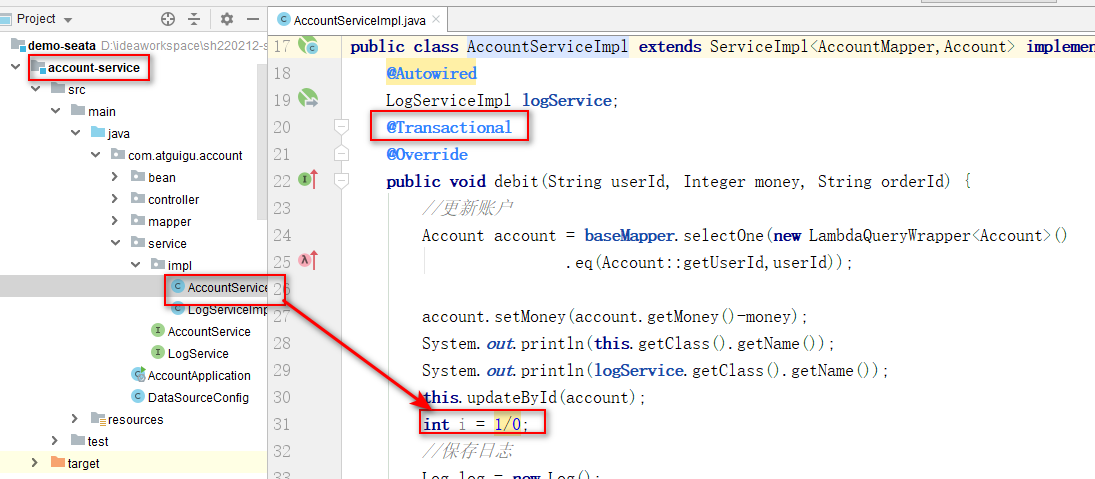 Project
demo-seata D:\ideaworkspace\sh220212-s
account-service
src
main
java
com.atguigu.account
bean
controller
mapper
service
impl
AccountService
LogServiceImp
AccountService
LogService
AccountApplication
DataSourceConfig
resources
test
target
AccountServiceImpl.java
17 public class AccountServiceImpl extends ServiceImpl<AccountMapper,Account> implemen
18 @Autowired
19 LogServiceImpl logService;
20 @Transactional
21 @Override
22 public void debit(String userId, Integer money, String orderId) {
23 //更新账户
24 Account account = baseMapper.selectOne(new LambdaQueryWrapper<Account>()
25 .eq(Account::getUserId,userId));
26
27 account.setMoney(account.getMoney()-money);
28 System.out.println(this.getClass().getName());
29 System.out.println(logService.getClass().getName());
30 this.updateById(account);
31 int i = 1/0;
32 //保存日志
33 Log log = new Log();